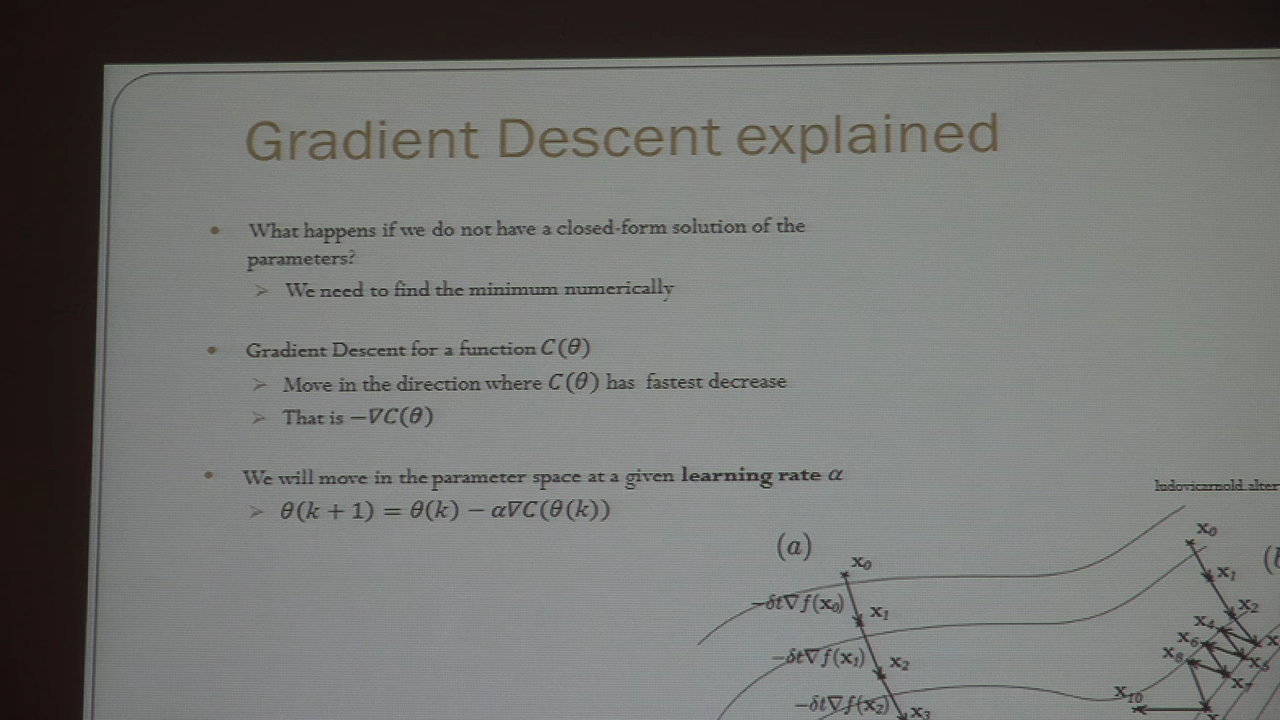 Gradient Descent explained
• What happens if we do not have a closed-form solution of the
parameters?
➢ We need to find the minimum numerically
• Gradient Descent for a function C(θ)
➢ Move in the direction where C(θ) has fastest decrease
➢ That is −∇C(θ)
• We will move in the parameter space at a given learning rate α
➢ θ(k + 1) = θ(k) − α∇C(θ(k))
(a)
x₀
−δt∇f(x₀)
x₁
−δt∇f(x₁)
x₂
−δt∇f(x₂)
x₃
x₀
x₁
x₂
x₄
x₆
x₈
x₅
x₇
x₁₀